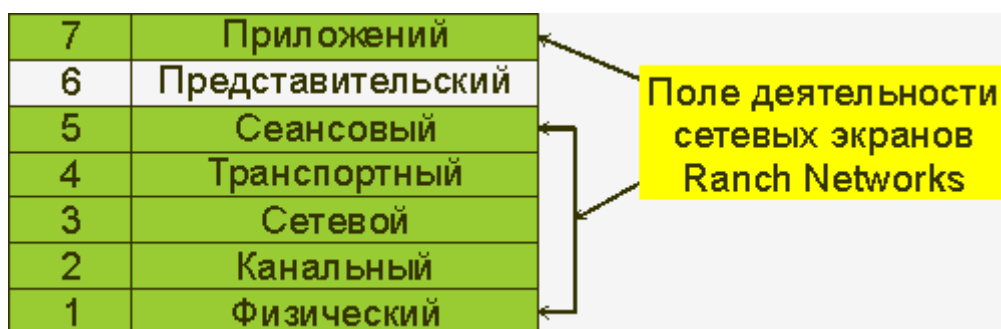 7 Приложений
6 Представительский
5 Сеансовый
4 Транспортный
3 Сетевой
2 Канальный
1 Физический
Поле деятельности
сетевых экранов
Ranch Networks